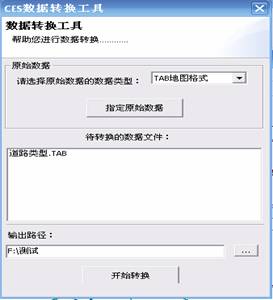 CES数据转换工具
数据转换工具
帮助您进行数据转换............
原始数据
请选择原始数据的数据类型：
TAB地图格式
指定原始数据
待转换的数据文件：
道路类型.TAB
输出路径：
F:\测试
...
开始转换